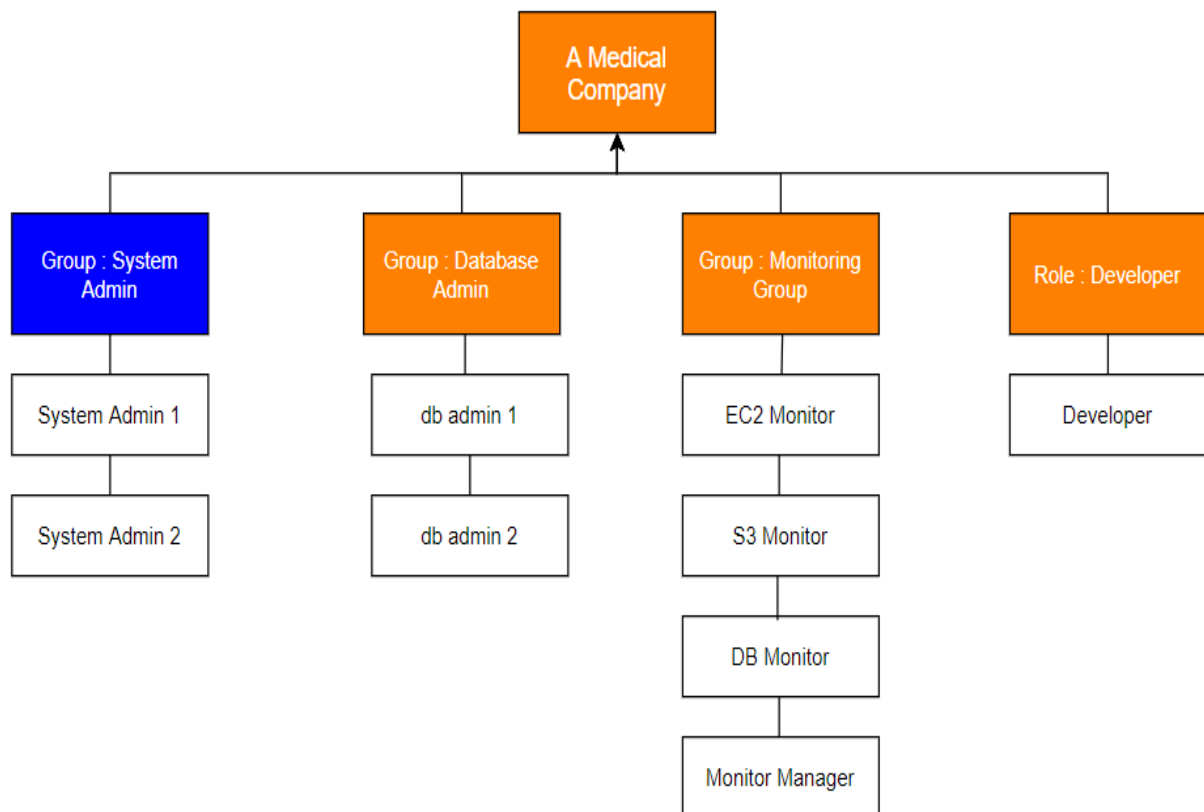 A Medical
Company
Group : System
Admin
Group : Database
Admin
Group : Monitoring
Group
Role : Developer
System Admin 1
db admin 1
EC2 Monitor
Developer
System Admin 2
db admin 2
S3 Monitor
DB Monitor
Monitor Manager